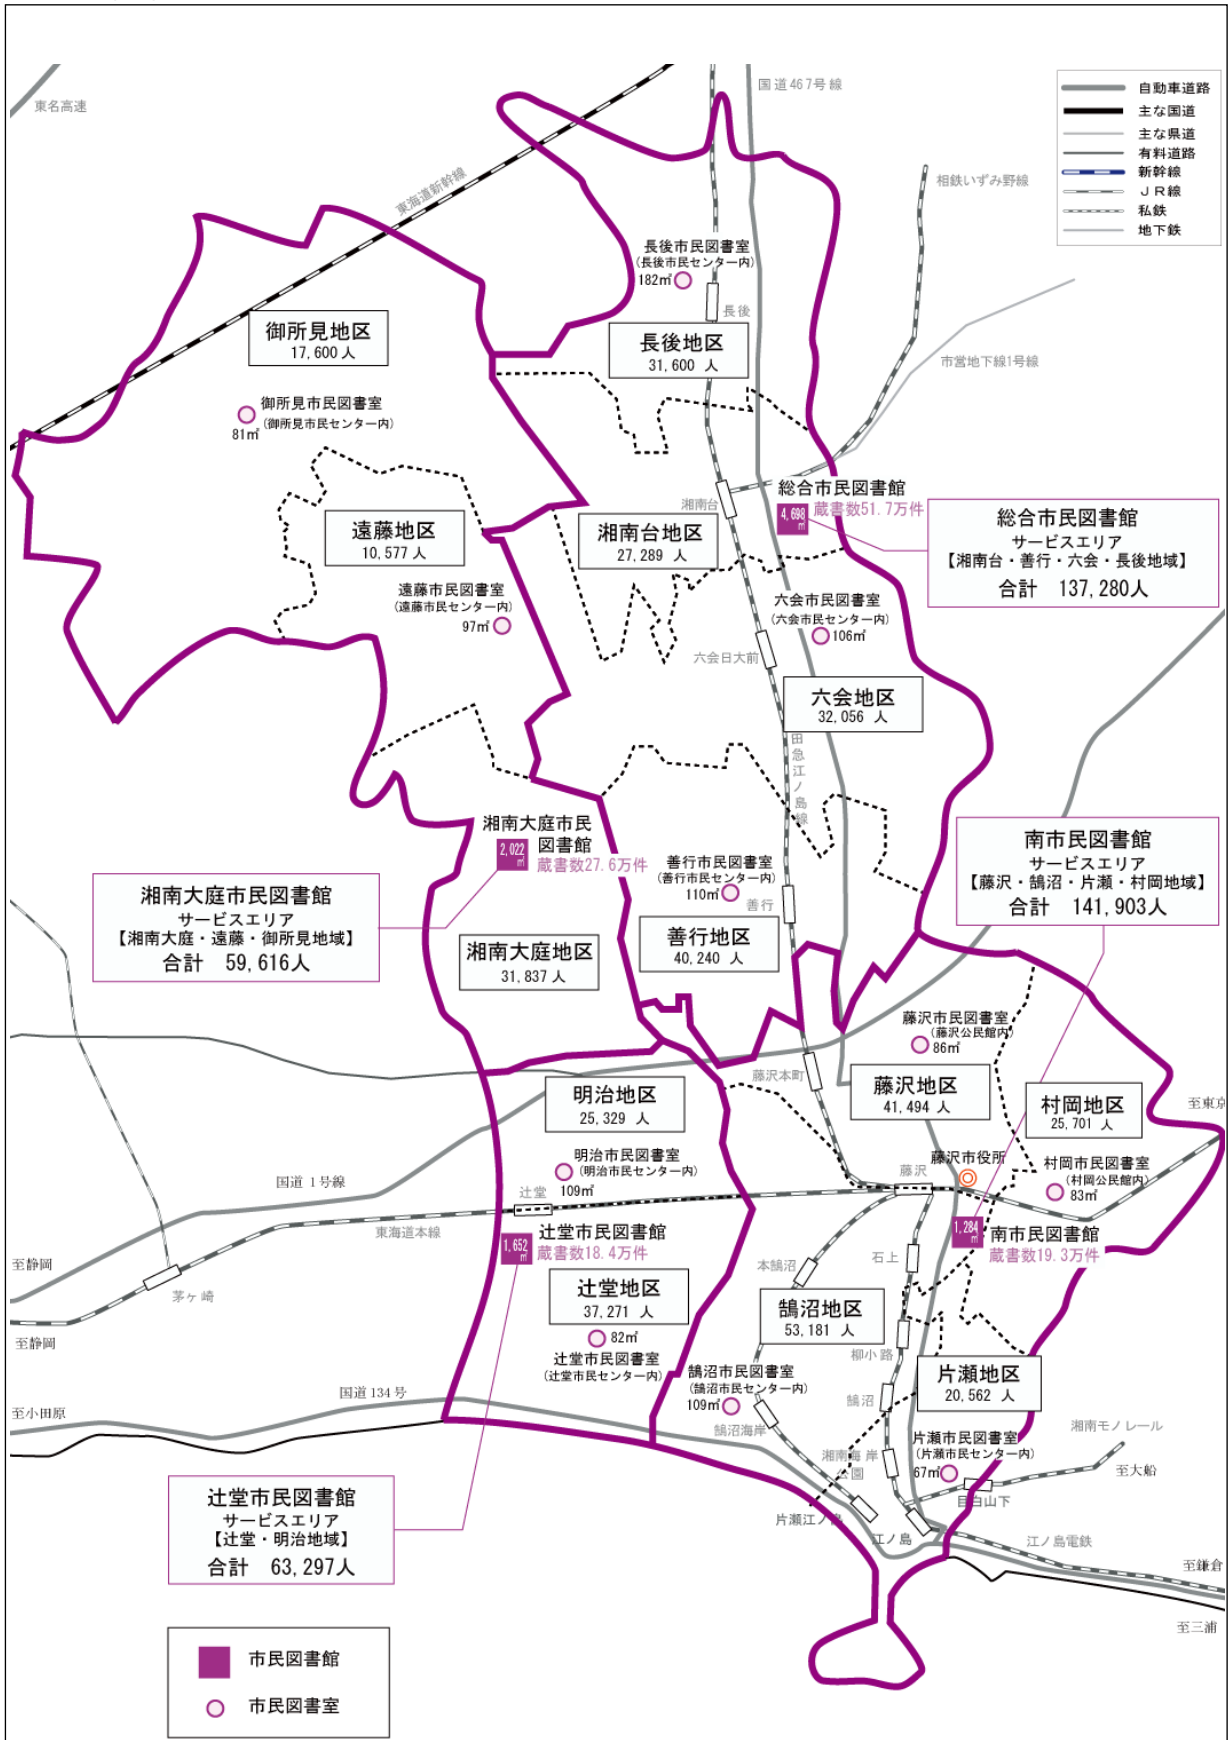 東名高速
国道467号線
自動車道路
主な国道
主な県道
有料道路
新幹線
ＪＲ線
私鉄
地下鉄
東海道新幹線
相鉄いずみ野線
長後市民図書室
(長後市民センター内)
182㎡
長後
御所見地区
17,600 人
長後地区
31,600 人
市営地下線1号線
御所見市民図書室
(御所見市民センター内)
81㎡
総合市民図書館
4,698㎡
蔵書数51.7万件
湘南台
総合市民図書館
サービスエリア
【湘南台・善行・六会・長後地域】
合計 137,280人
遠藤地区
10,577 人
湘南台地区
27,289 人
遠藤市民図書室
(遠藤市民センター内)
97㎡
六会市民図書室
(六会市民センター内)
106㎡
六会日大前
六会地区
32,056 人
田急江ノ島線
湘南大庭市民
図書館
2,022㎡
蔵書数27.6万件
善行市民図書室
(善行市民センター内)
110㎡
善行
南市民図書館
サービスエリア
【藤沢・鵠沼・片瀬・村岡地域】
合計 141,903人
湘南大庭市民図書館
サービスエリア
【湘南大庭・遠藤・御所見地域】
合計 59,616人
湘南大庭地区
31,837 人
善行地区
40,240 人
藤沢市民図書室
(藤沢公民館内)
86㎡
藤沢本町
明治地区
25,329 人
藤沢地区
41,494 人
村岡地区
25,701 人
至東京
明治市民図書室
(明治市民センター内)
109㎡
藤沢市役所
藤沢
村岡市民図書室
(村岡公民館内)
83㎡
国道 1号線
辻堂
東海道本線
辻堂市民図書館
1,652㎡
蔵書数18.4万件
1,284㎡
南市民図書館
蔵書数19.3万件
石上
本鵠沼
至静岡
茅ヶ崎
至静岡
辻堂地区
37,271 人
鵠沼地区
53,181 人
82㎡
辻堂市民図書室
(辻堂市民センター内)
柳小路
鵠沼市民図書室
(鵠沼市民センター内)
109㎡
片瀬地区
20,562 人
国道134号
至小田原
鵠沼
鵠沼海岸
湘南海岸
公園
片瀬市民図書室
(片瀬市民センター内)
67㎡
湘南モノレール
至大船
目白山下
片瀬江ノ島
江ノ島
江ノ島電鉄
至鎌倉
至三浦
辻堂市民図書館
サービスエリア
【辻堂・明治地域】
合計 63,297人
市民図書館
市民図書室